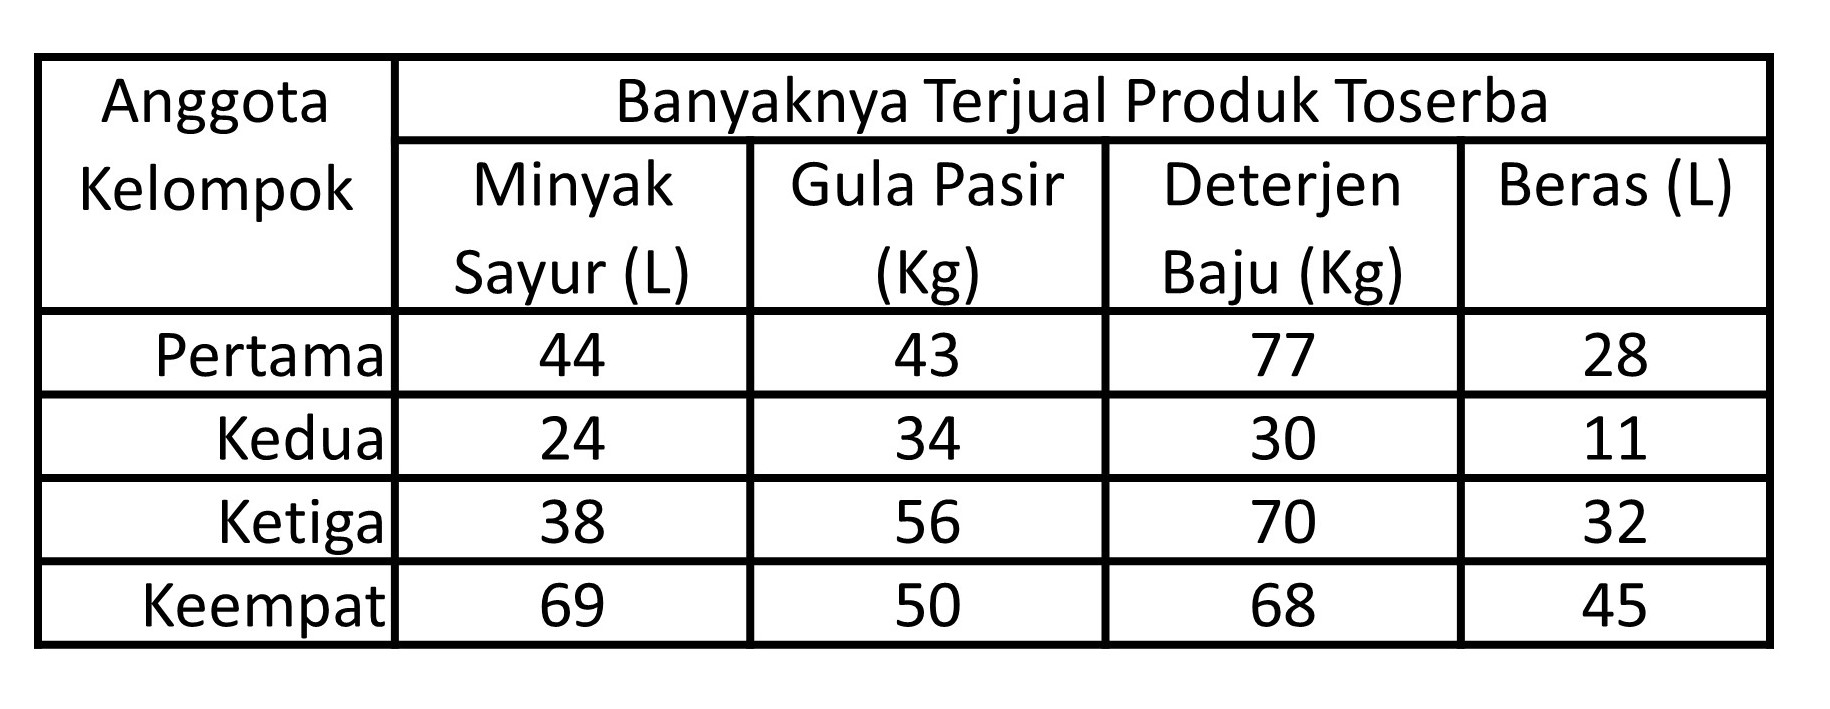 Anggota
Kelompok
Banyaknya Terjual Produk Toserba
Minyak
Sayur (L)
Gula Pasir
(Kg)
Deterjen
Baju (Kg)
Beras (L)
Pertama 44 43 77 28
Kedua 24 34 30 11
Ketiga 38 56 70 32
Keempat 69 50 68 45